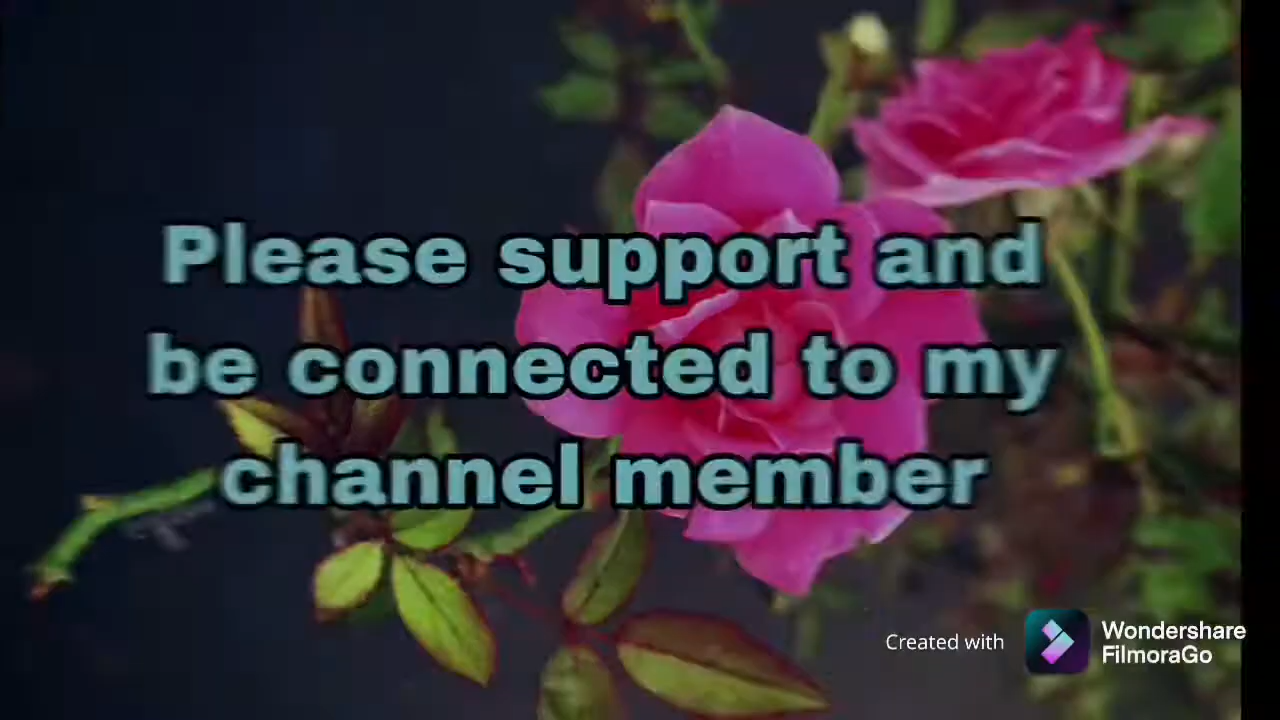 Please support and
be connected to my
channel member
Created with
Wondershare
FilmoraGo